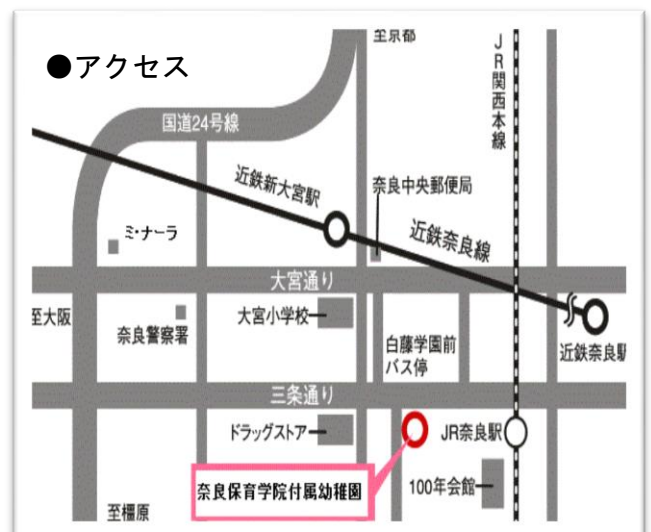 至京都
●アクセス
JR関西本線
国道24号線
近鉄新大宮駅
奈良中央郵便局
ミ・ナーラ
近鉄奈良線
大宮通り
至大阪
奈良警察署
大宮小学校
白藤学園前
バス停
近鉄奈良駅
三条通り
ドラッグストア
JR奈良駅
奈良保育学院付属幼稚園
100年会館
至橿原